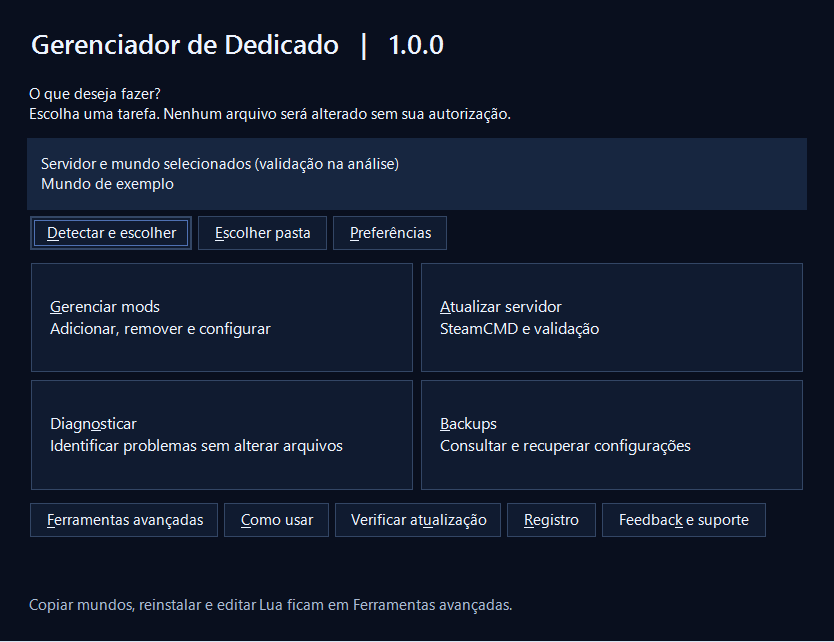 Gerenciador de Dedicado | 1.0.0
O que deseja fazer?
Escolha uma tarefa. Nenhum arquivo será alterado sem sua autorização.
Servidor e mundo selecionados (validação na análise)
Mundo de exemplo
Detectar e escolher
Escolher pasta
Preferências
Gerenciar mods
Adicionar, remover e configurar
Atualizar servidor
SteamCMD e validação
Diagnosticar
Identificar problemas sem alterar arquivos
Backups
Consultar e recuperar configurações
Ferramentas avançadas
Como usar
Verificar atualização
Registro
Feedback e suporte
Copiar mundos, reinstalar e editar Lua ficam em Ferramentas avançadas.